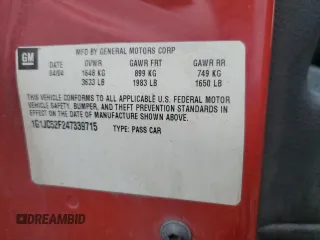 GM
MFD BY GENERAL MOTORS CORP
DATE GVWR GAWR FRT GAWR RR
04/04 1648 KG 899 KG 749 KG
3633 LB 1983 LB 1650 LB
THIS VEHICLE CONFORMS TO ALL APPLICABLE U.S. FEDERAL MOTOR
VEHICLE SAFETY, BUMPER, AND THEFT PREVENTION STANDARDS
IN EFFECT ON THE DATE OF MANUFACTURE SHOWN ABOVE.
1G1JC52F247339715 TYPE: PASS CAR